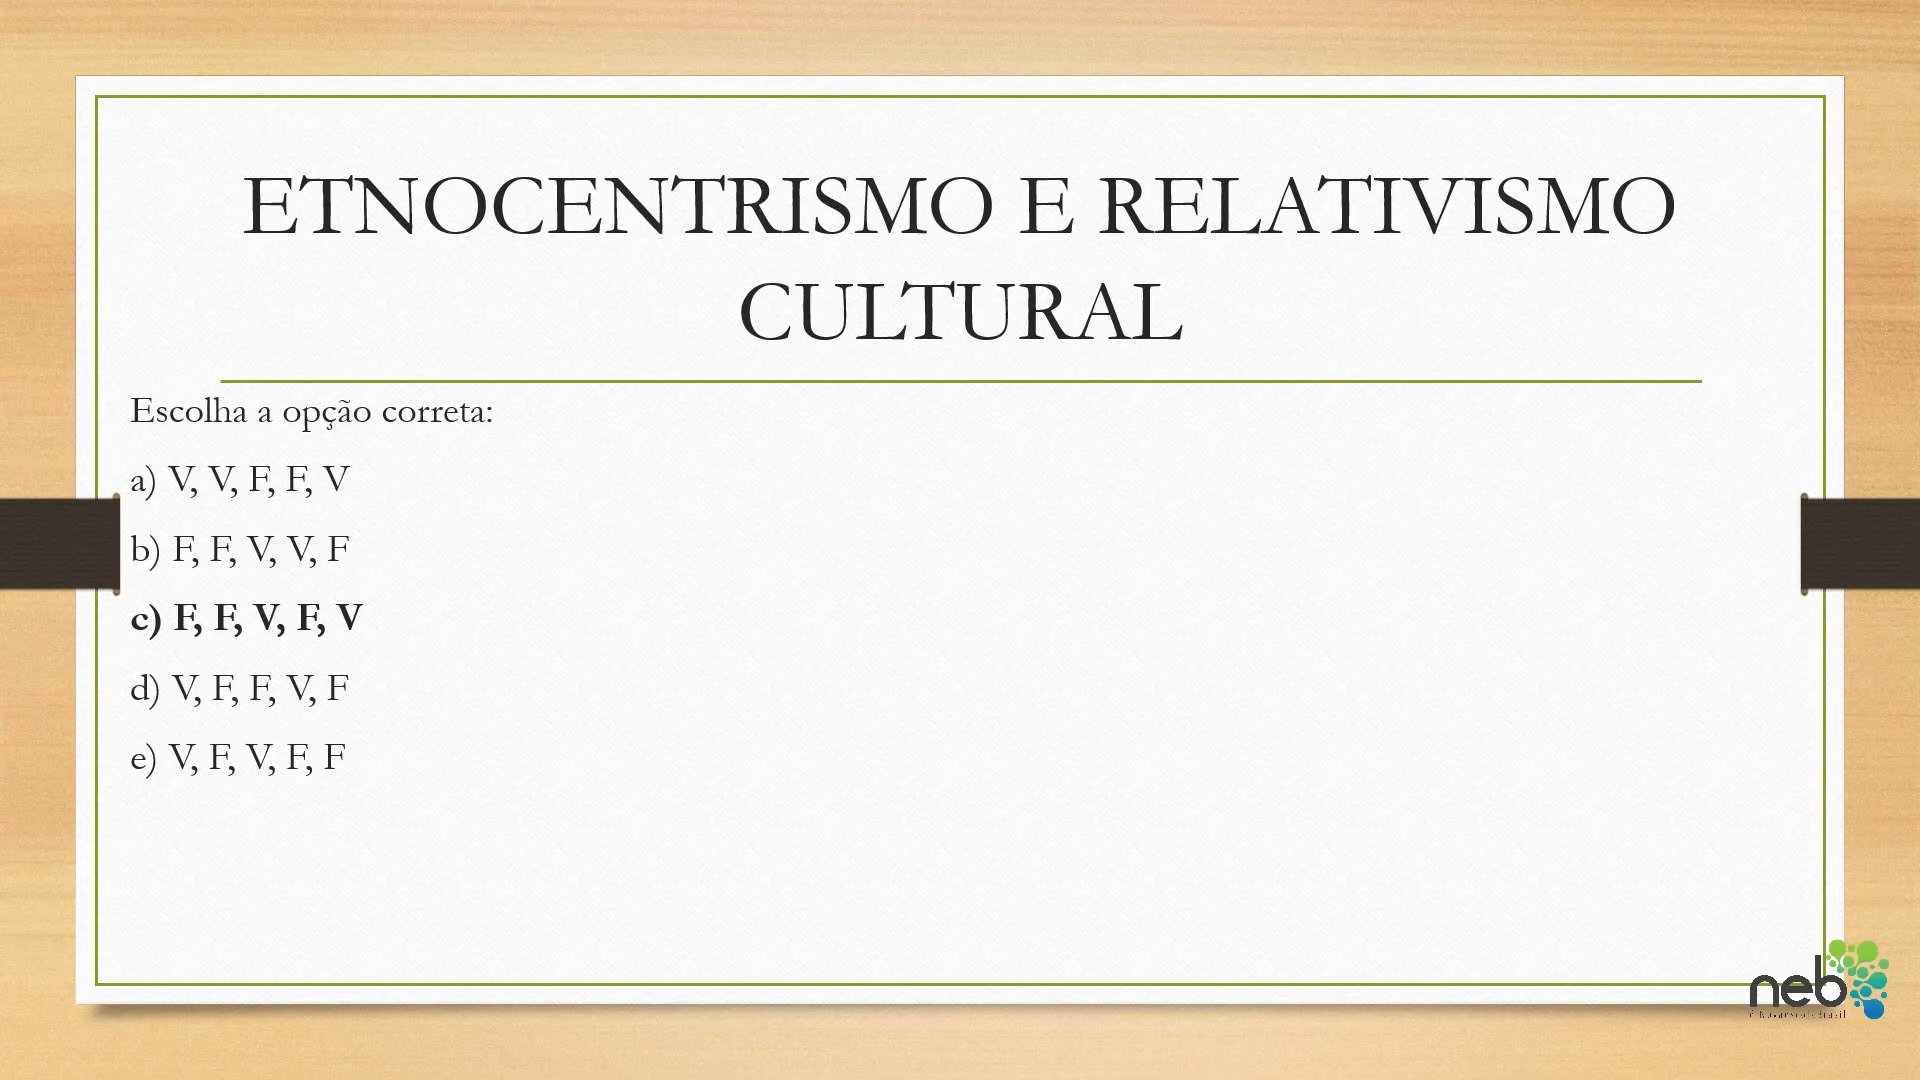 ETNOCENTRISMO E RELATIVISMO
CULTURAL
Escolha a opção correta:
a) V, V, F, F, V
b) F, F, V, V, F
c) F, F, V, F, V
d) V, F, F, V, F
e) V, F, V, F, F
neb